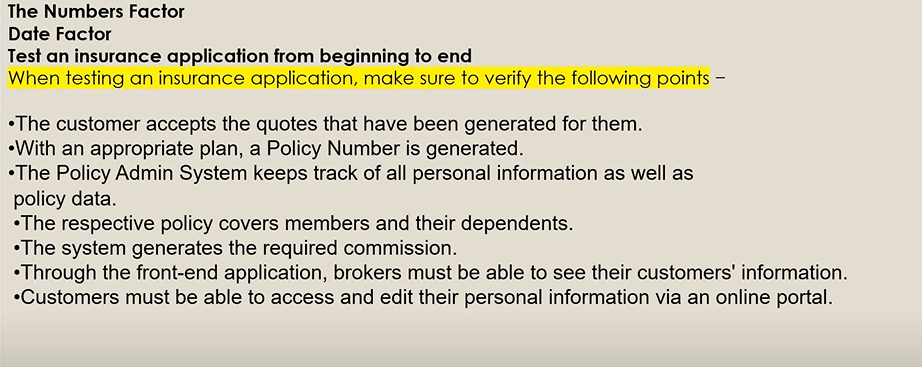 The Numbers Factor
Date Factor
Test an insurance application from beginning to end
When testing an insurance application, make sure to verify the following points –
•The customer accepts the quotes that have been generated for them.
•With an appropriate plan, a Policy Number is generated.
•The Policy Admin System keeps track of all personal information as well as
policy data.
•The respective policy covers members and their dependents.
•The system generates the required commission.
•Through the front-end application, brokers must be able to see their customers' information.
•Customers must be able to access and edit their personal information via an online portal.